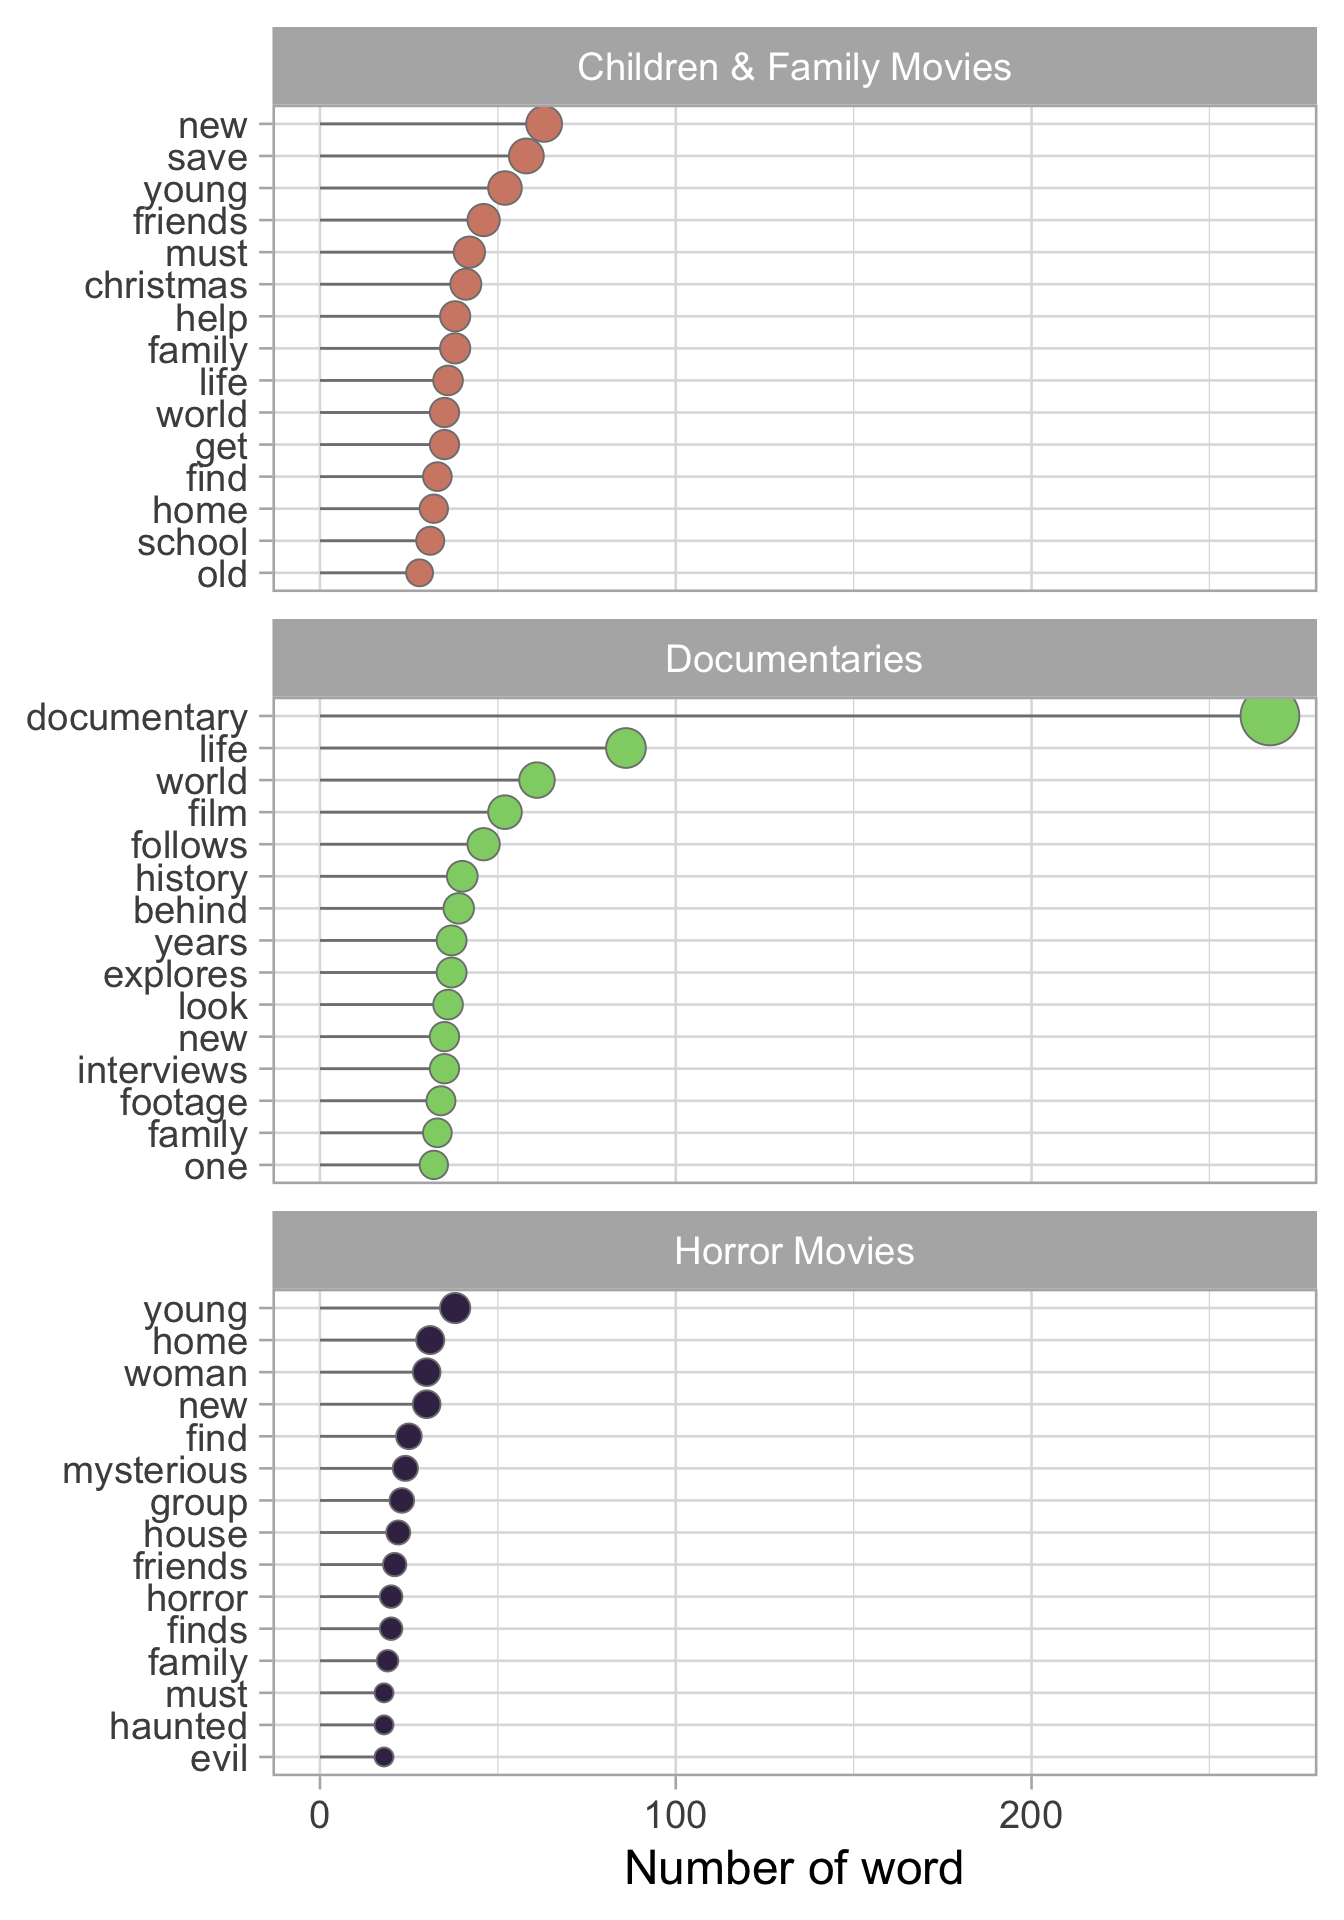 Children & Family Movies
new
save
young
friends
must
christmas
help
family
life
world
get
find
home
school
old
Documentaries
documentary
life
world
film
follows
history
behind
years
explores
look
new
interviews
footage
family
one
Horror Movies
young
home
woman
new
find
mysterious
group
house
friends
horror
finds
family
must
haunted
evil
0 100 200
Number of word